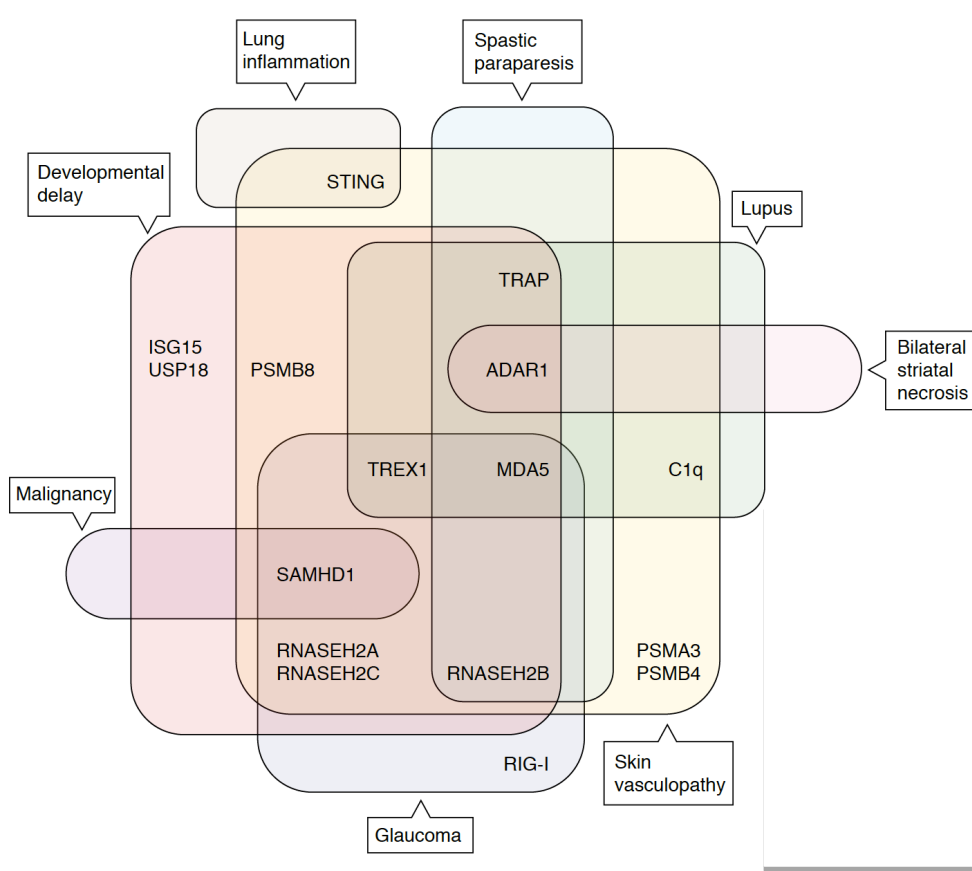 Lung
inflammation
Spastic
paraparesis
Developmental
delay
STING
Lupus
TRAP
ISG15
USP18
PSMB8
ADAR1
Bilateral
striatal
necrosis
TREX1
MDA5
C1q
Malignancy
SAMHD1
RNASEH2A
RNASEH2C
RNASEH2B
PSMA3
PSMB4
RIG-I
Skin
vasculopathy
Glaucoma